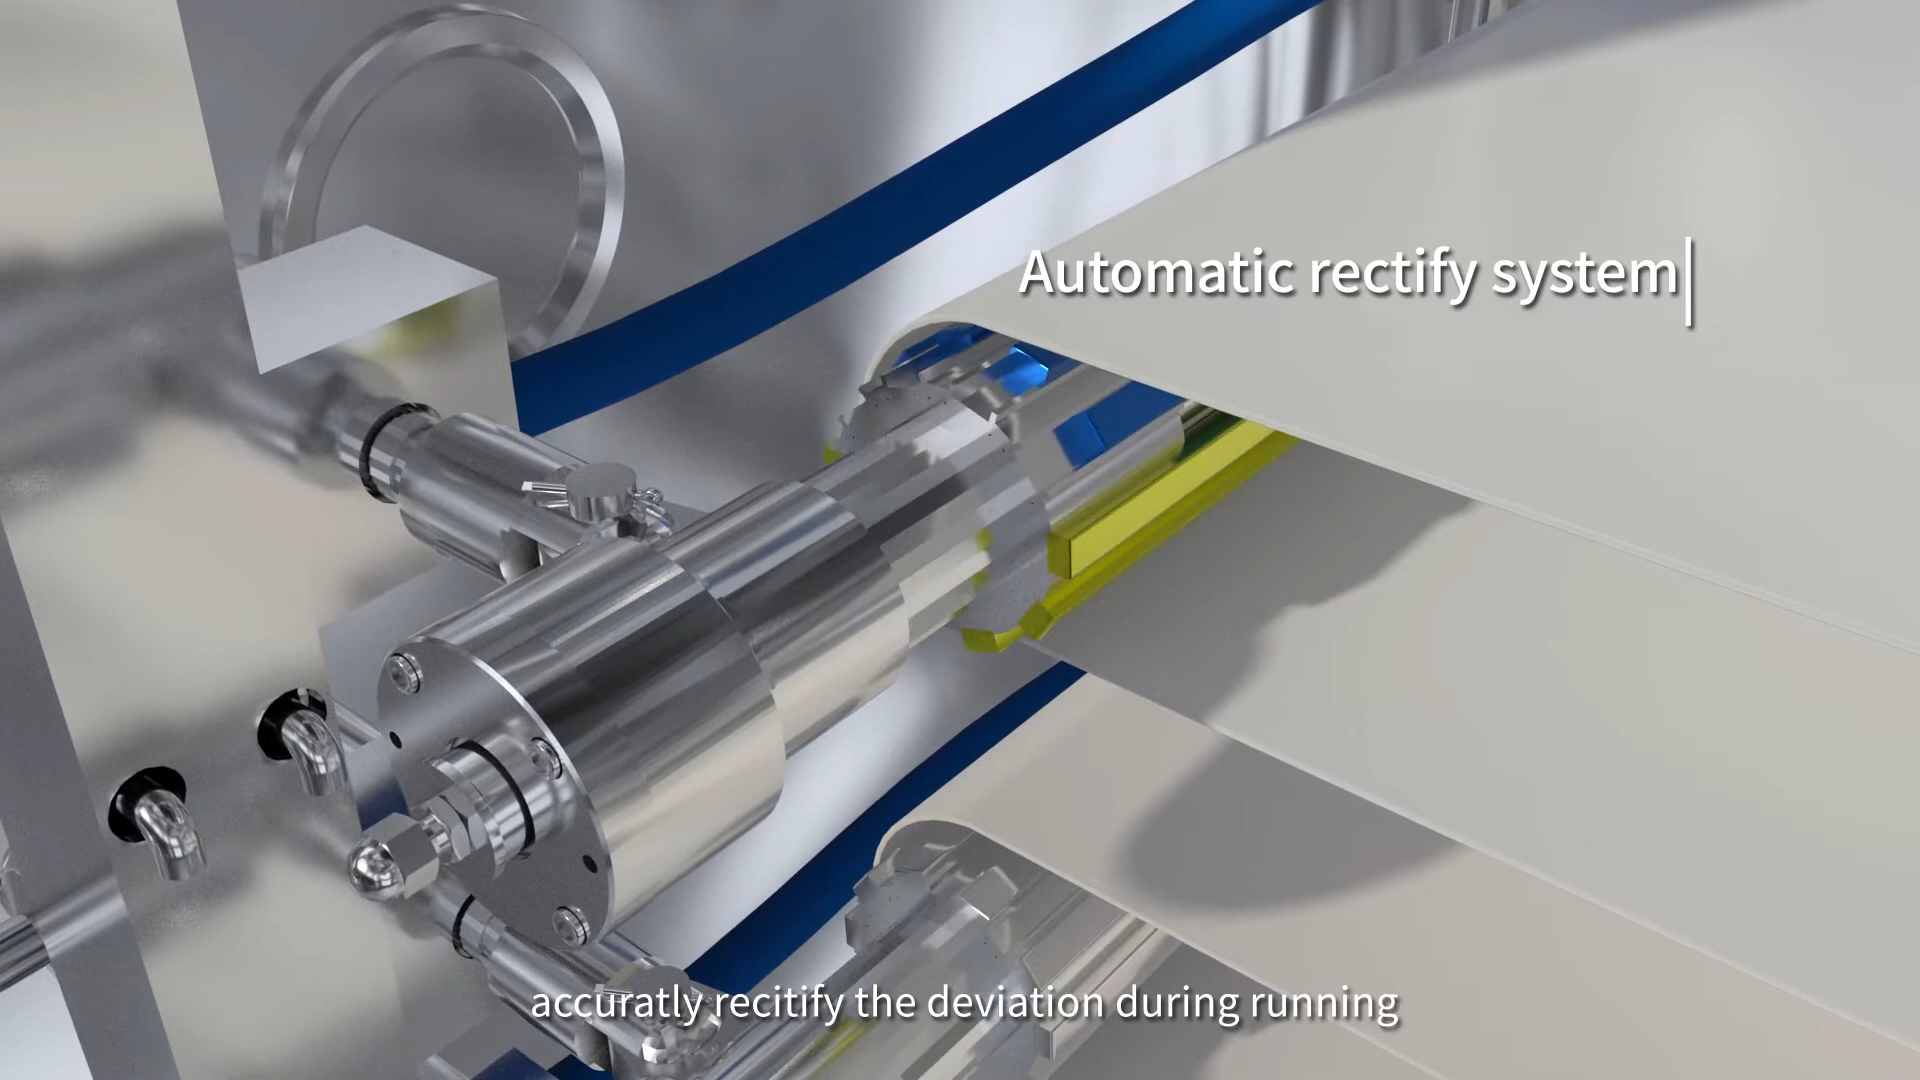 Automatic rectify system
accuratly recitify the deviation during running